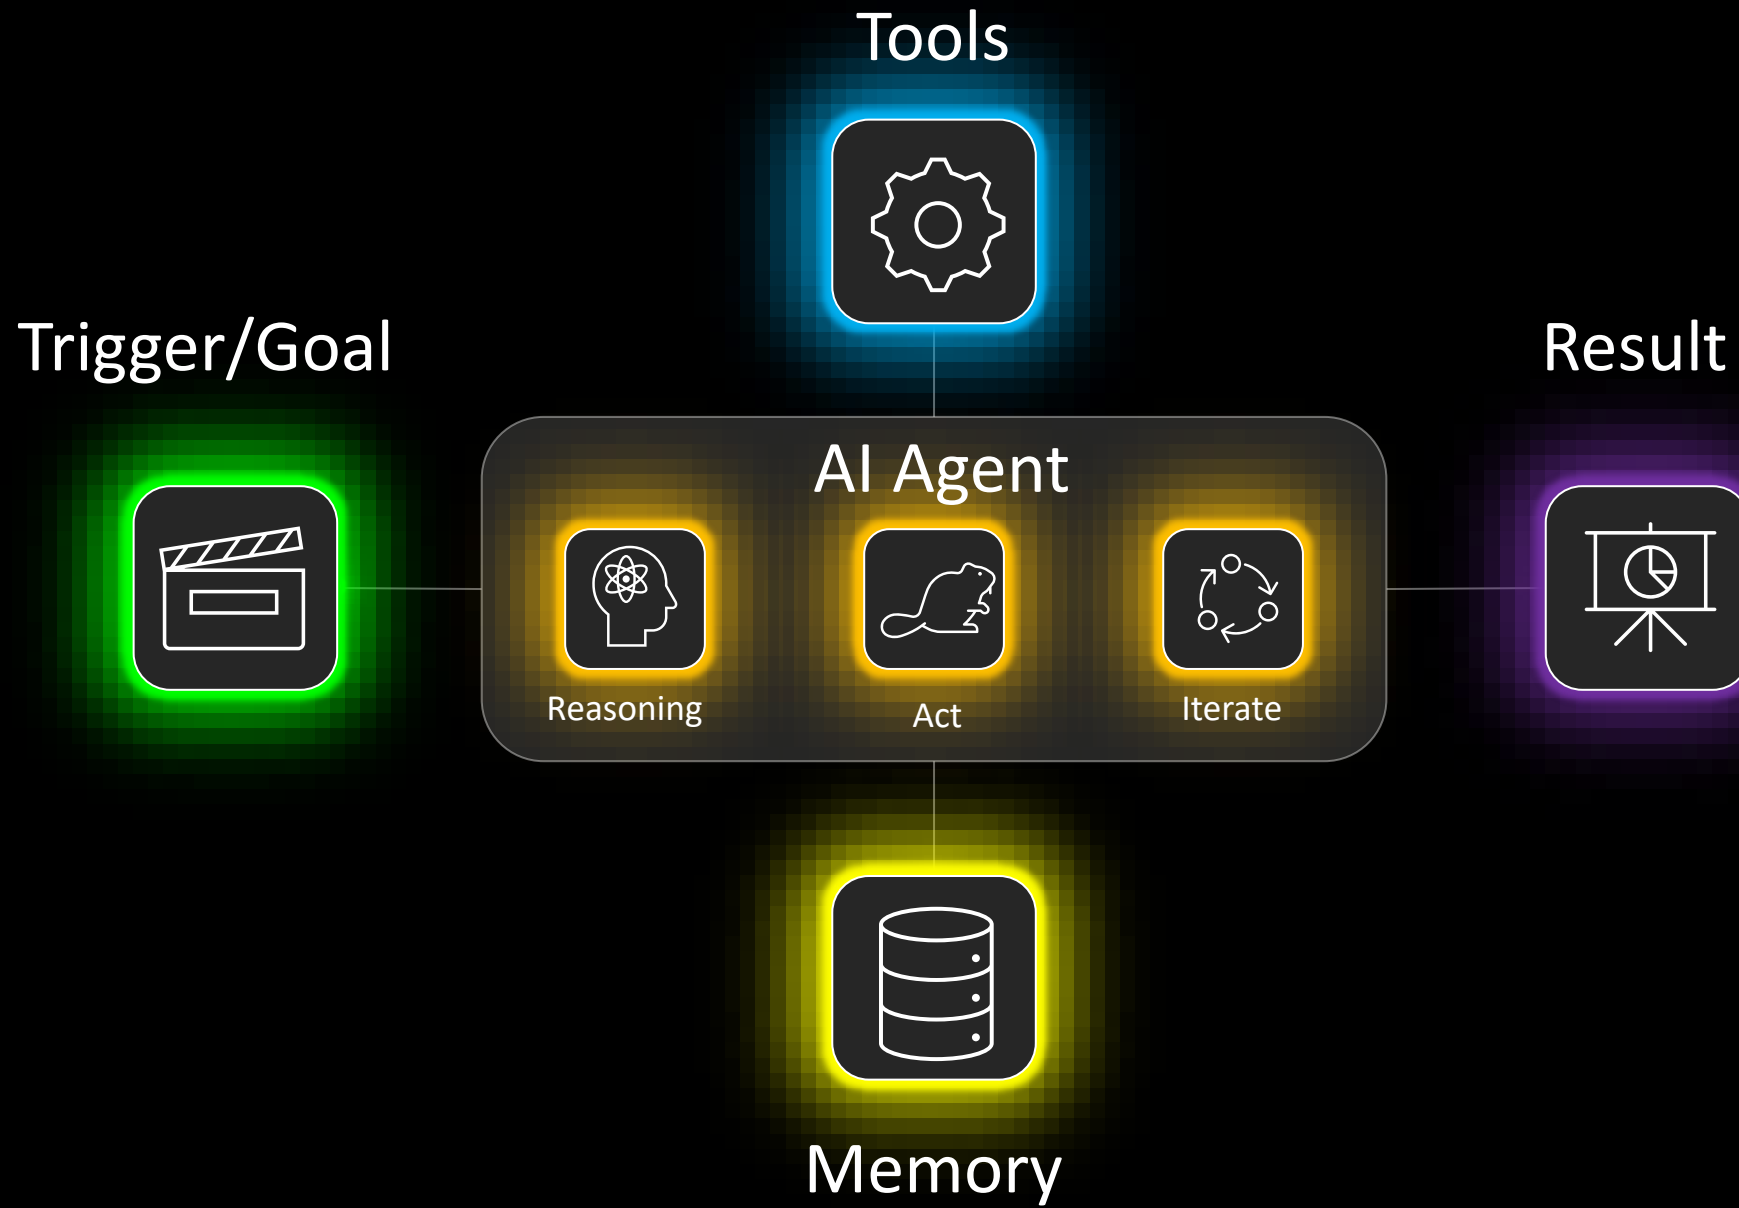 Tools
Trigger/Goal
Result
AI Agent
Reasoning
Act
Iterate
Memory